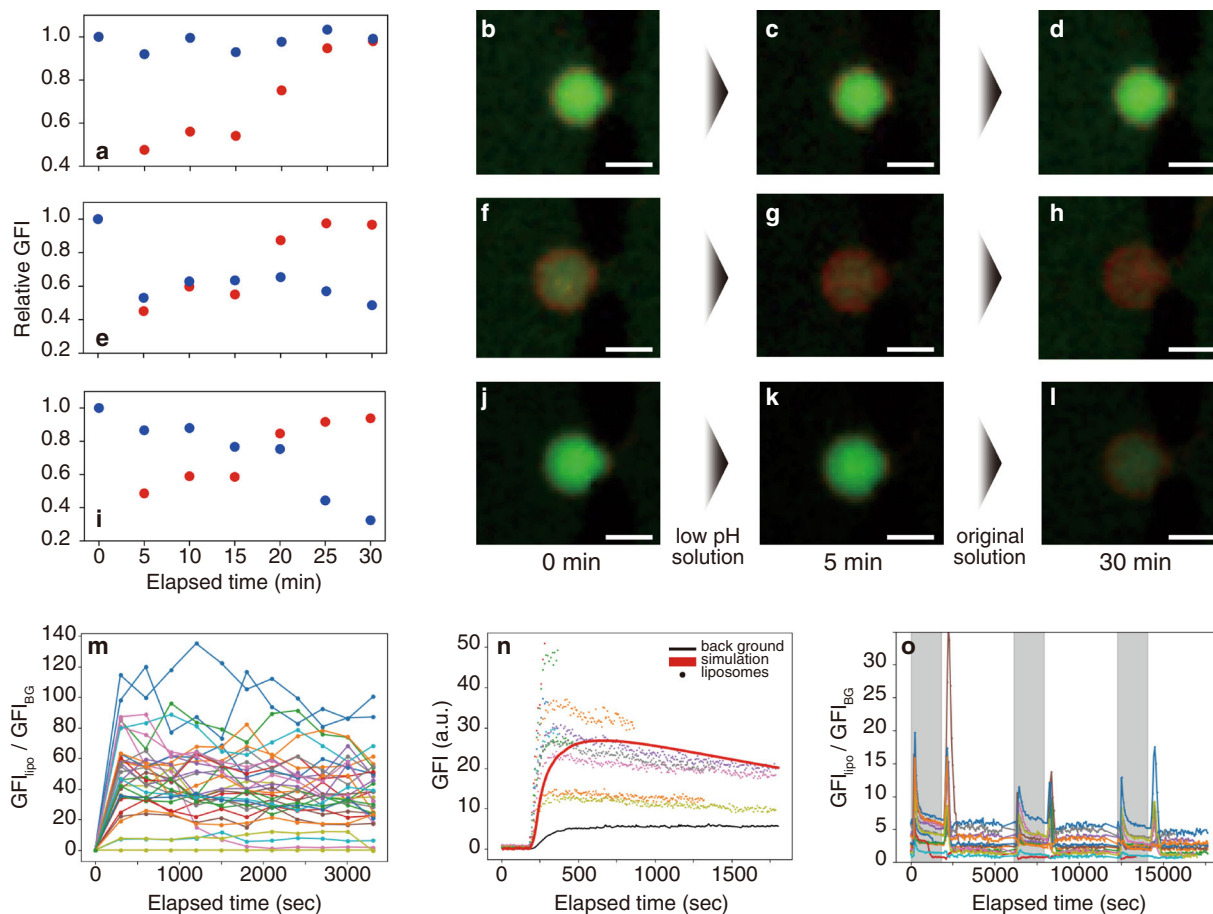 1.0
0.8
0.6
0.4
a
b
c
d
Relative GFI
1.0
0.8
0.6
0.4
0.2
e
f
g
h
1.0
0.8
0.6
0.4
0.2
i
0 5 10 15 20 25 30
Elapsed time (min)
j
k
l
0 min
low pH
solution
5 min
original
solution
30 min
m
140
120
100
80
60
40
20
0
GFIlipo / GFIBG
0 1000 2000 3000
Elapsed time (sec)
n
50
40
30
20
10
0
GFI (a.u.)
back ground
simulation
liposomes
0 500 1000 1500
Elapsed time (sec)
o
30
25
20
15
10
5
0
GFIlipo / GFIBG
0 5000 10000 15000
Elapsed time (sec)